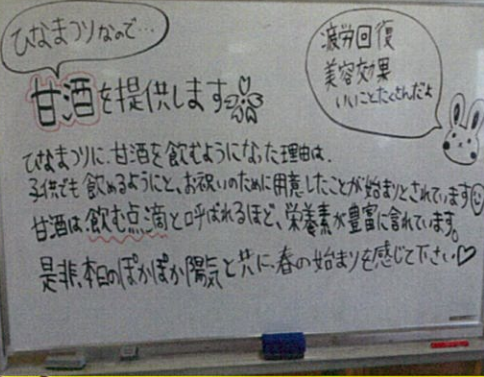 ひなまつりなので…
甘酒を提供します
疲労回復
美容効果
いいことたくさんだよ
ひなまつりに、甘酒を飲むようになった理由は、
子供でも飲めるようにと、お祝いのために用意したことが始まりとされています
甘酒は飲む点滴と呼ばれるほど、栄養素が豊富に含れています。
是非、本日のぽかぽか陽気と共に、春の始まりを感じて下さい♡